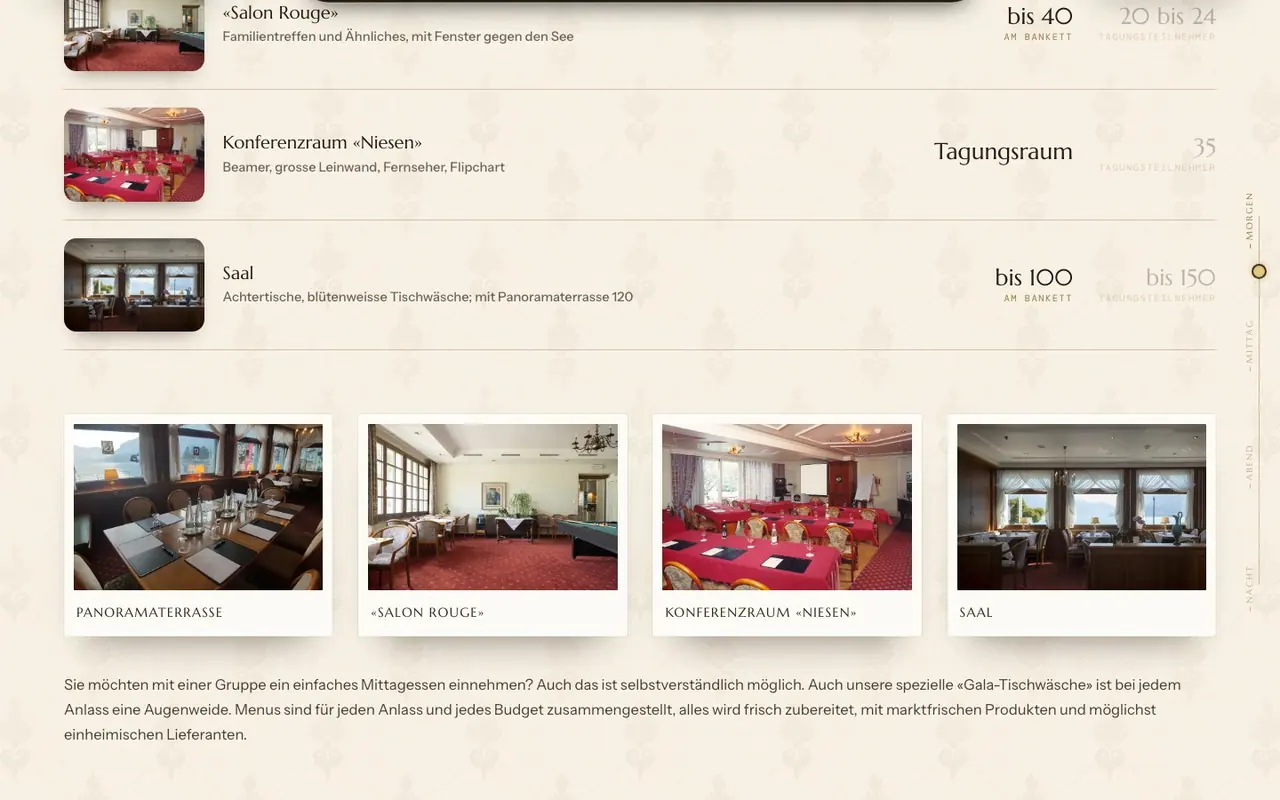 «Salon Rouge»
Familientreffen und Ähnliches, mit Fenster gegen den See
bis 40
AM BANKETT
20 bis 24
TAGUNGSTEILNEHMER
Konferenzraum «Niesen»
Beamer, grosse Leinwand, Fernseher, Flipchart
Tagungsraum
35
TAGUNGSTEILNEHMER
Saal
Achtertische, blütenweisse Tischwäsche; mit Panoramaterrasse 120
bis 100
AM BANKETT
bis 150
TAGUNGSTEILNEHMER
– MORGEN
– MITTAG
– ABEND
– NACHT
PANORAMATERRASSE
«SALON ROUGE»
KONFERENZRAUM «NIESEN»
SAAL
Sie möchten mit einer Gruppe ein einfaches Mittagessen einnehmen? Auch das ist selbstverständlich möglich. Auch unsere spezielle «Gala-Tischwäsche» ist bei jedem
Anlass eine Augenweide. Menus sind für jeden Anlass und jedes Budget zusammengestellt, alles wird frisch zubereitet, mit marktfrischen Produkten und möglichst
einheimischen Lieferanten.